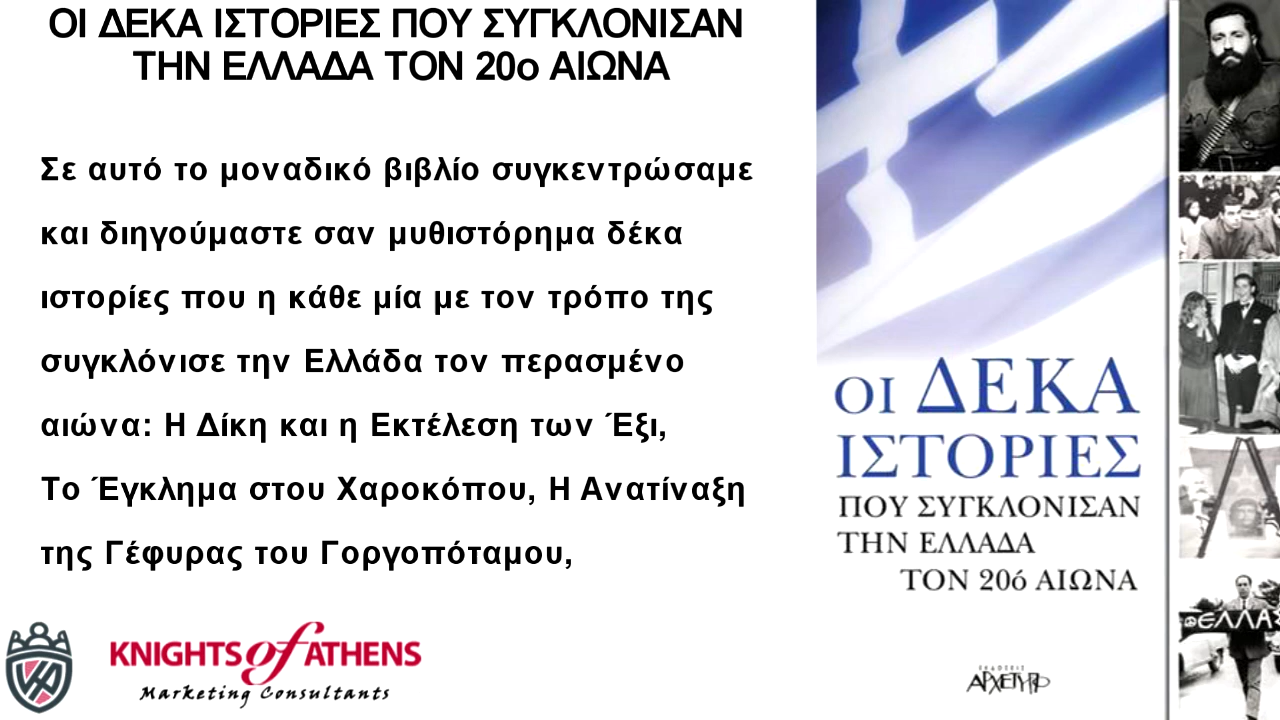 ΟΙ ΔΕΚΑ ΙΣΤΟΡΙΕΣ ΠΟΥ ΣΥΓΚΛΟΝΙΣΑΝ
ΤΗΝ ΕΛΛΑΔΑ ΤΟΝ 20ο ΑΙΩΝΑ
Σε αυτό το μοναδικό βιβλίο συγκεντρώσαμε
και διηγούμαστε σαν μυθιστόρημα δέκα
ιστορίες που η κάθε μία με τον τρόπο της
συγκλόνισε την Ελλάδα τον περασμένο
αιώνα: Η Δίκη και η Εκτέλεση των Έξι,
Το Έγκλημα στου Χαροκόπου, Η Ανατίναξη
της Γέφυρας του Γοργοπόταμου,
KNIGHTS of ATHENS
Marketing Consultants
ΟΙ ΔΕΚΑ
ΙΣΤΟΡΙΕΣ
ΠΟΥ ΣΥΓΚΛΟΝΙΣΑΝ
ΤΗΝ ΕΛΛΑΔΑ
ΤΟΝ 20ό ΑΙΩΝΑ
ΕΚΔΟΣΕΙΣ
ΑΡΧΕΤΥΠΟ
ΕΛΛΑΣ